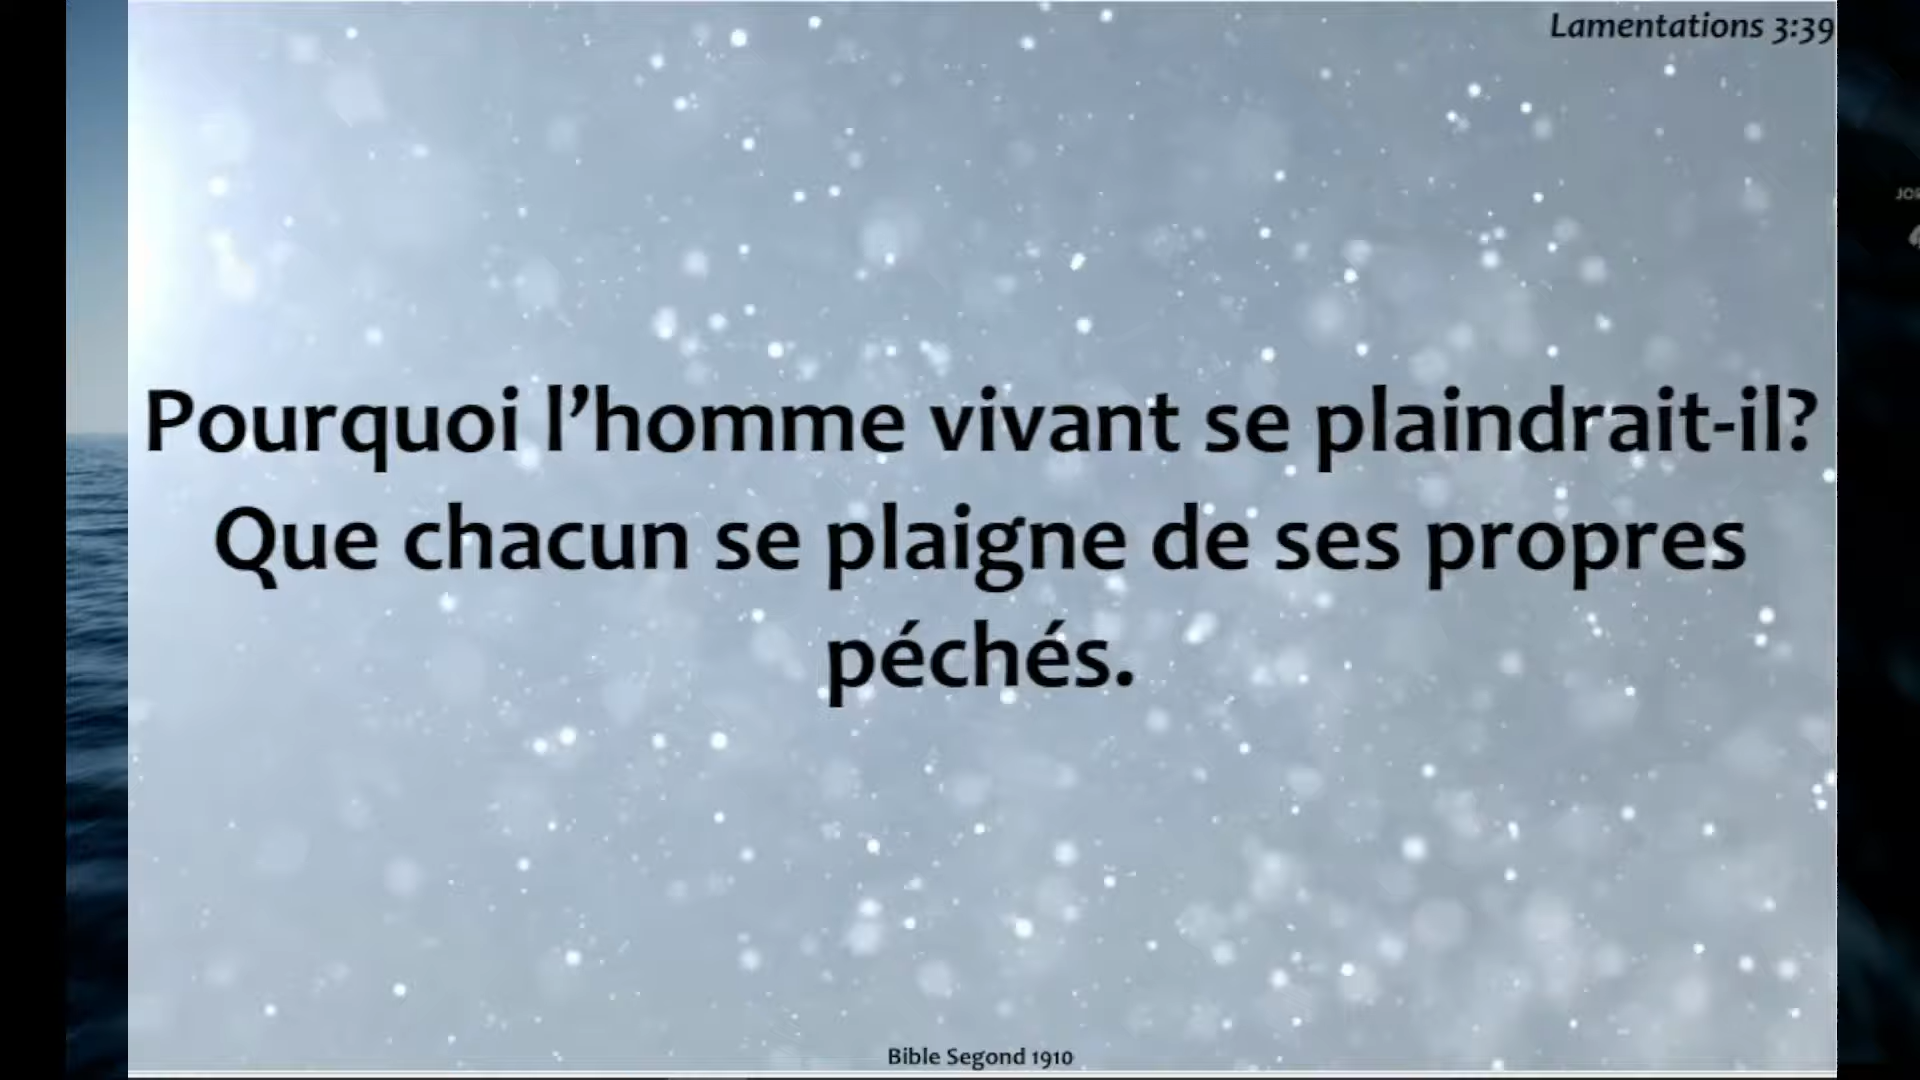 Lamentations 3:39
Pourquoi l’homme vivant se plaindrait-il?
Que chacun se plaigne de ses propres
péchés.
Bible Segond 1910